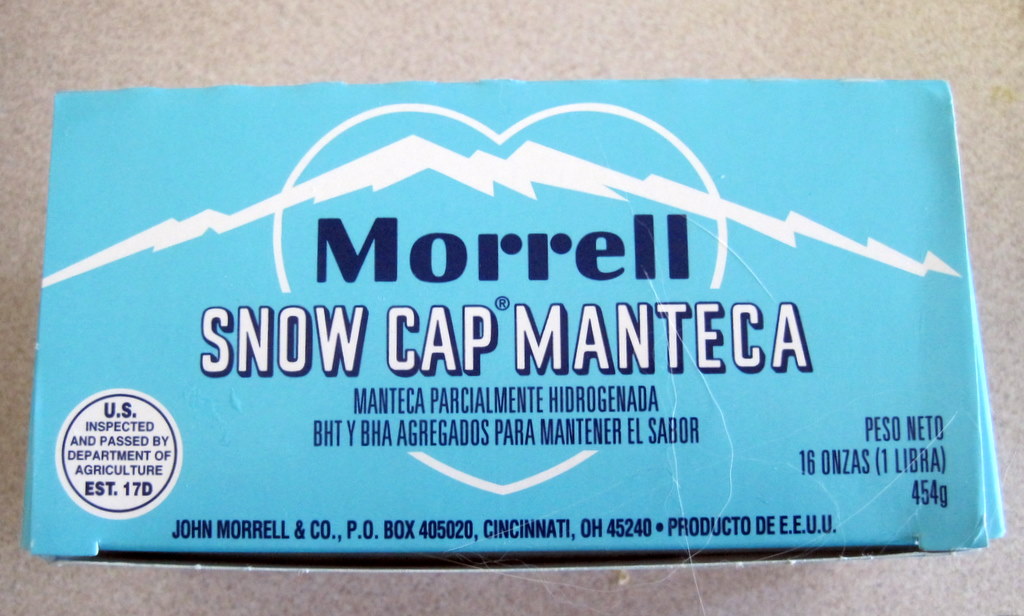 Morrell
SNOW CAP® MANTECA
MANTECA PARCIALMENTE HIDROGENADA
BHT Y BHA AGREGADOS PARA MANTENER EL SABOR
U.S.
INSPECTED
AND PASSED BY
DEPARTMENT OF
AGRICULTURE
EST. 17D
PESO NETO
16 ONZAS (1 LIBRA)
454g
JOHN MORRELL & CO., P.O. BOX 405020, CINCINNATI, OH 45240 • PRODUCTO DE E.E.U.U.